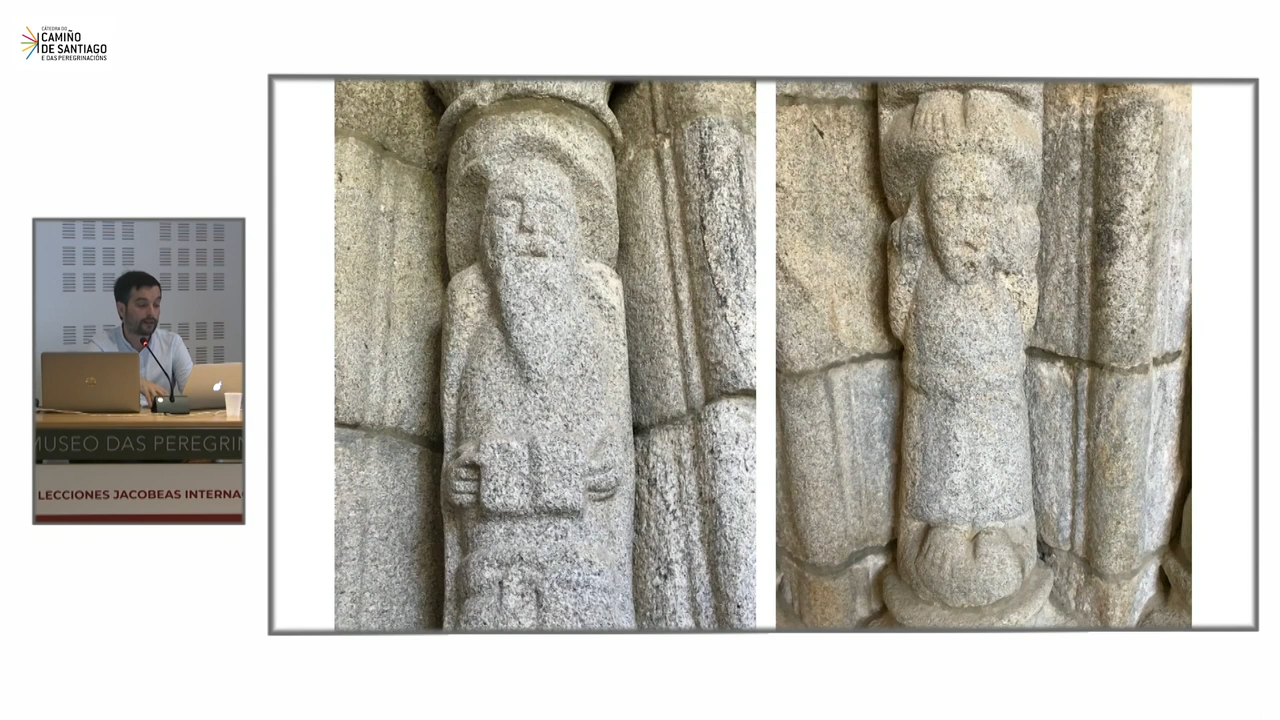 CÁTEDRA DO
CAMIÑO
DE SANTIAGO
E DAS PEREGRINACIÓNS
MUSEO DAS PEREGRIN
LECCIONES JACOBEAS INTERNA